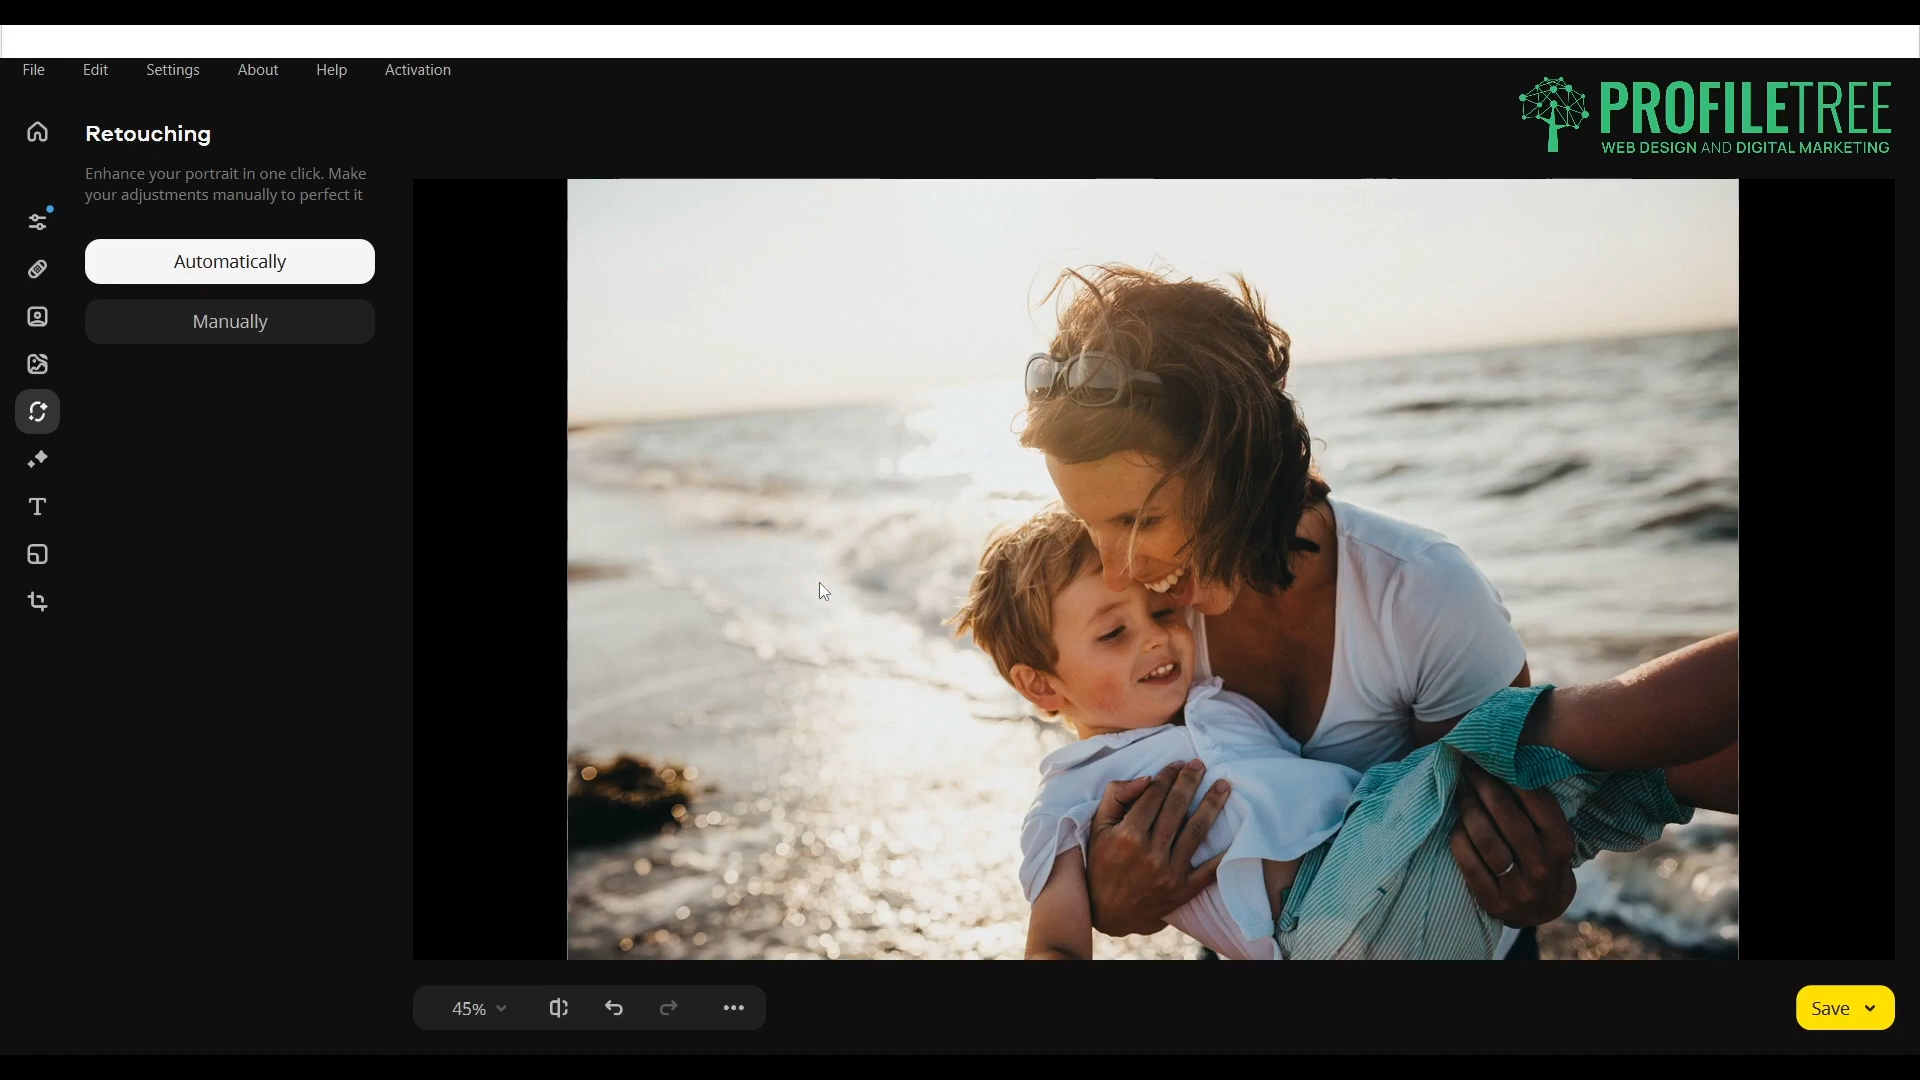 File Edit Settings About Help Activation
PROFILETREE
WEB DESIGN AND DIGITAL MARKETING
Retouching
Enhance your portrait in one click. Make
your adjustments manually to perfect it
Automatically
Manually
45%
Save